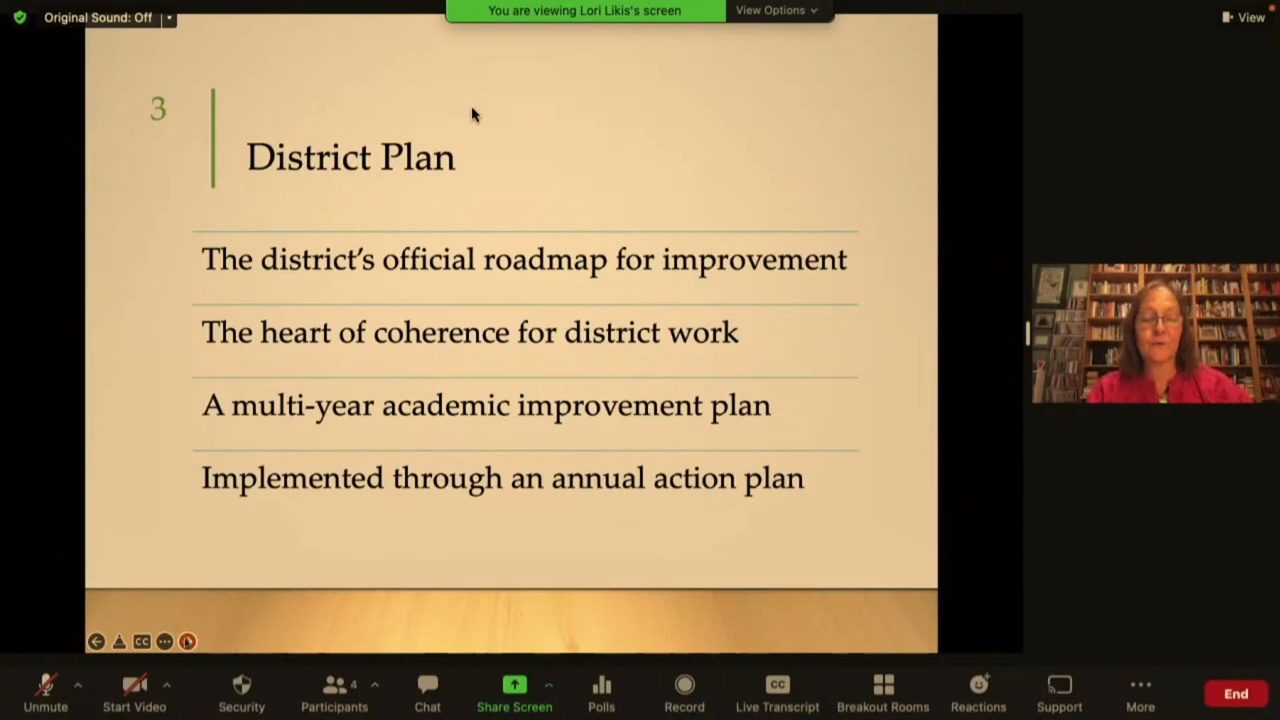 Original Sound: Off
You are viewing Lori Likis's screen
View Options
View
3
District Plan
The district's official roadmap for improvement
The heart of coherence for district work
A multi-year academic improvement plan
Implemented through an annual action plan
CC
Unmute
Start Video
Security
4
Participants
Chat
Share Screen
Polls
Record
CC
Live Transcript
Breakout Rooms
Reactions
Support
More
End